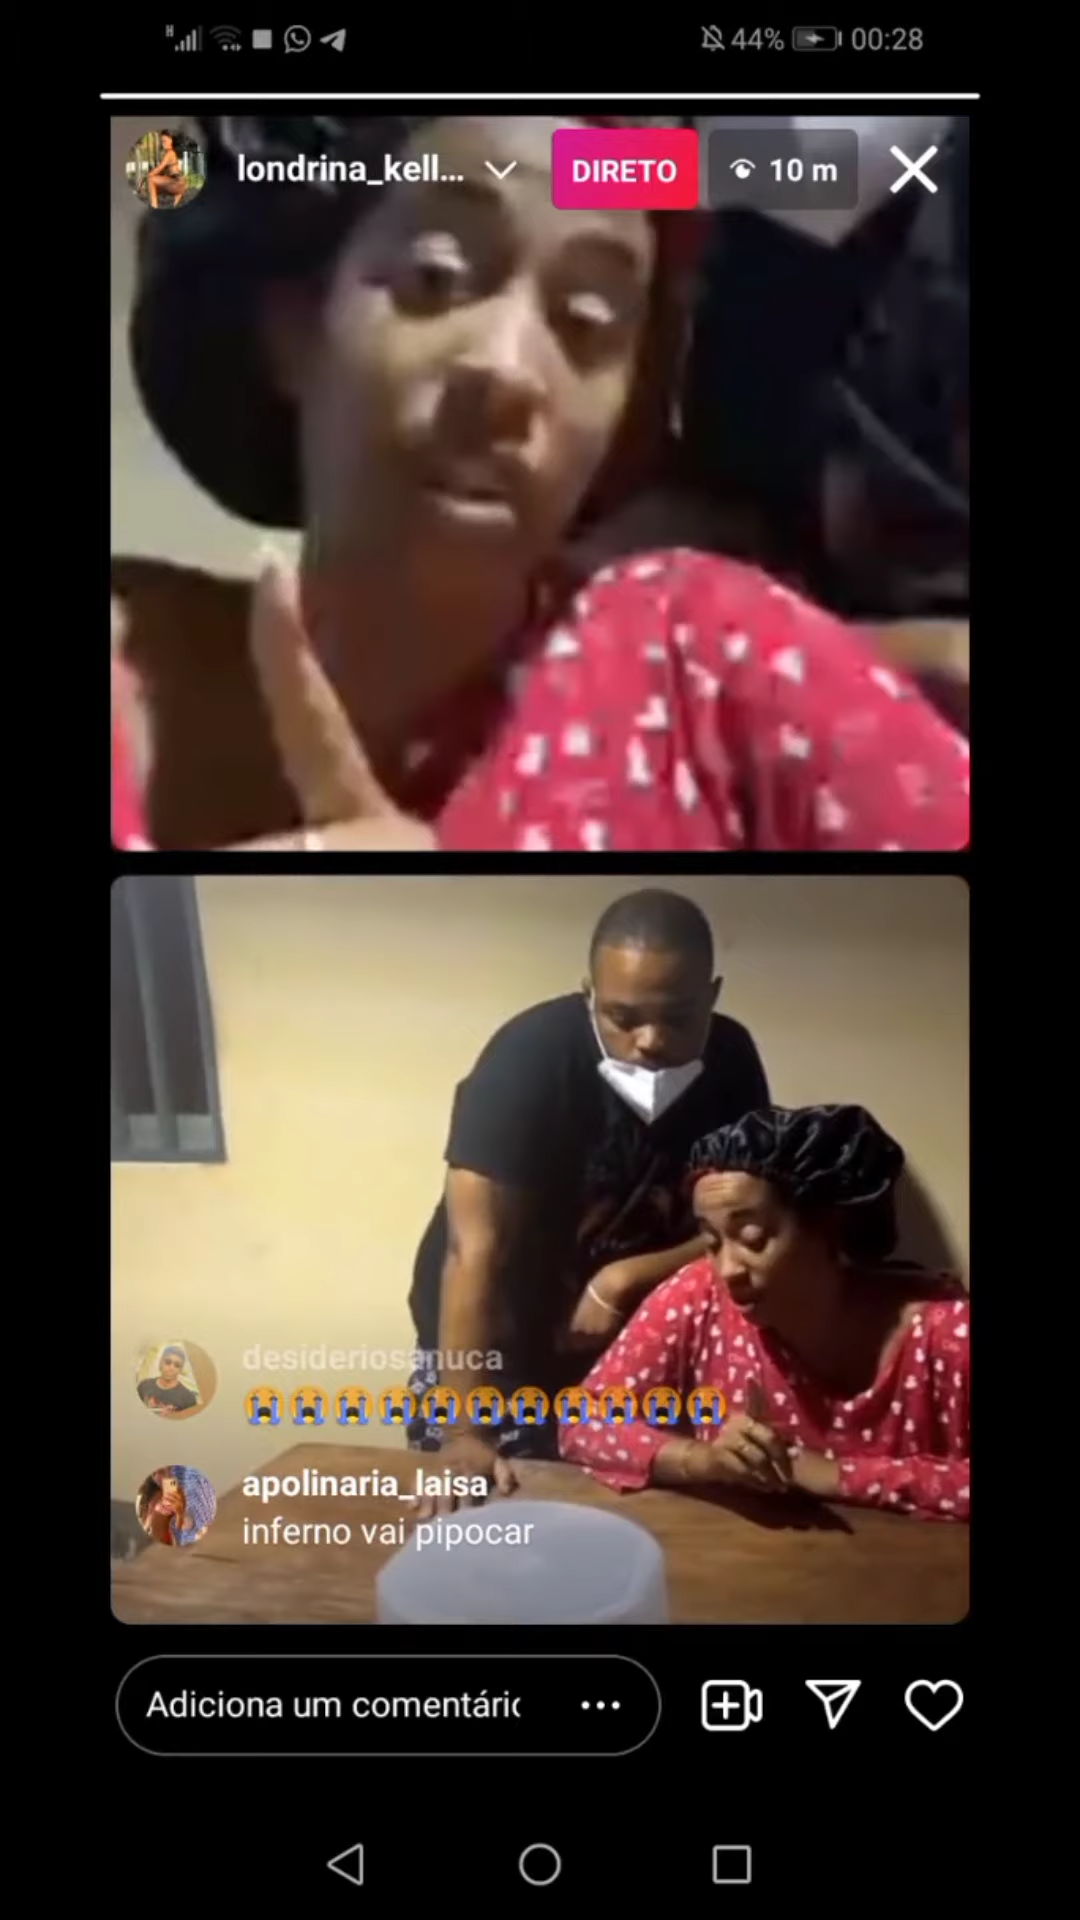 44% 00:28
londrina_kell... DIRETO 10 m
desideriosanuca
😭😭😭😭😭😭😭😭😭😭😭
apolinaria_laisa
inferno vai pipocar
Adiciona um comentáric